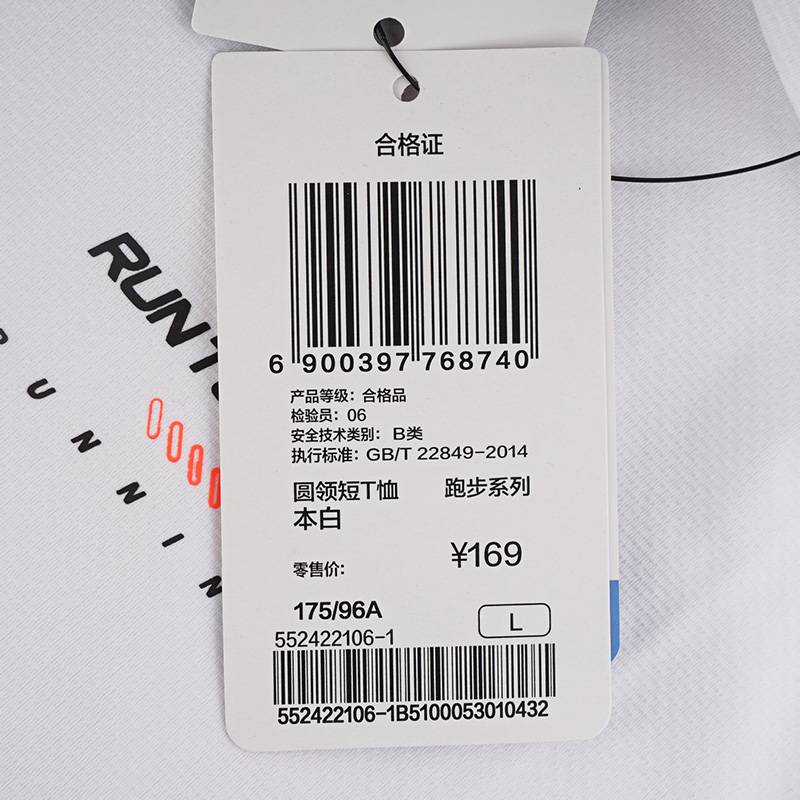 合格证
6 900397 768740
产品等级：合格品
检验员：06
安全技术类别： B类
执行标准：GB/T 22849-2014
圆领短T恤 跑步系列
本白
¥169
零售价：
175/96A
L
552422106-1
552422106-1B5100053010432
RUN
UNNIN